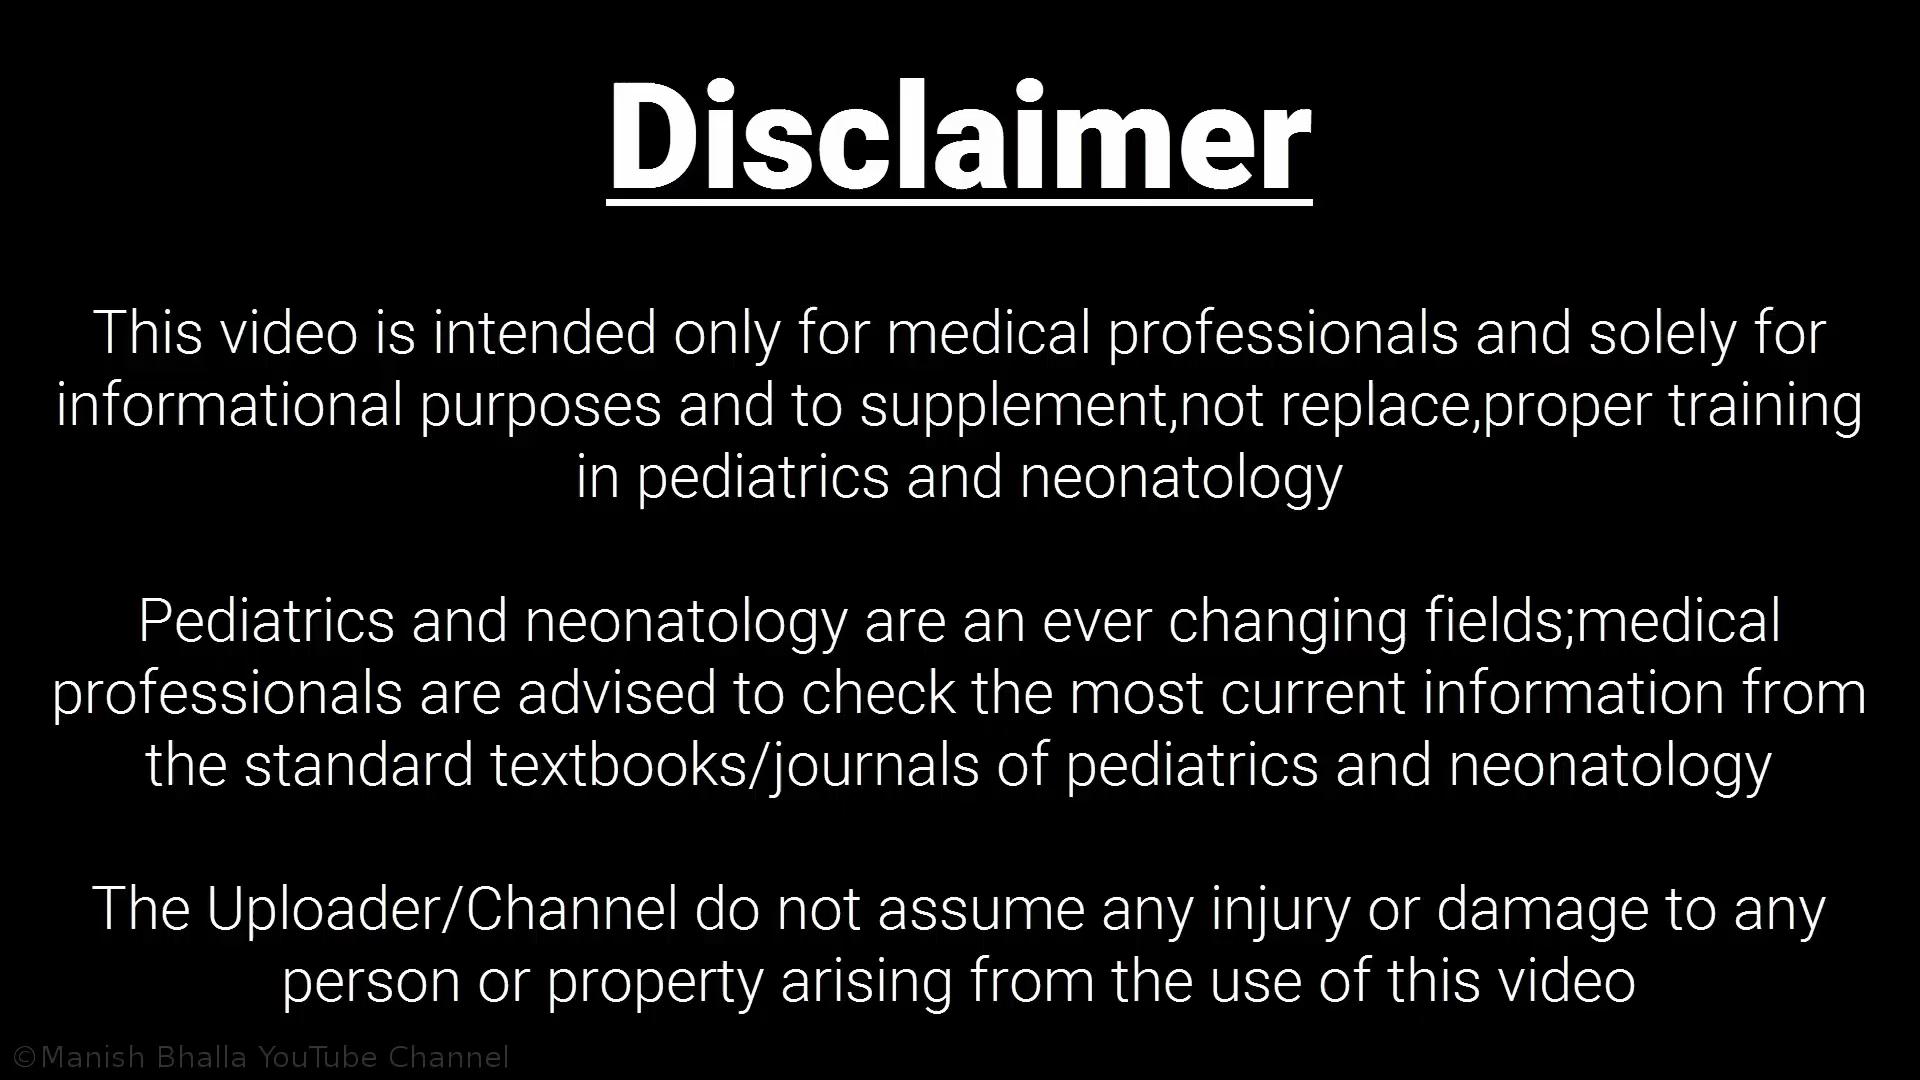 Disclaimer
This video is intended only for medical professionals and solely for
informational purposes and to supplement,not replace,proper training
in pediatrics and neonatology
Pediatrics and neonatology are an ever changing fields;medical
professionals are advised to check the most current information from
the standard textbooks/journals of pediatrics and neonatology
The Uploader/Channel do not assume any injury or damage to any
person or property arising from the use of this video
©Manish Bhalla YouTube Channel